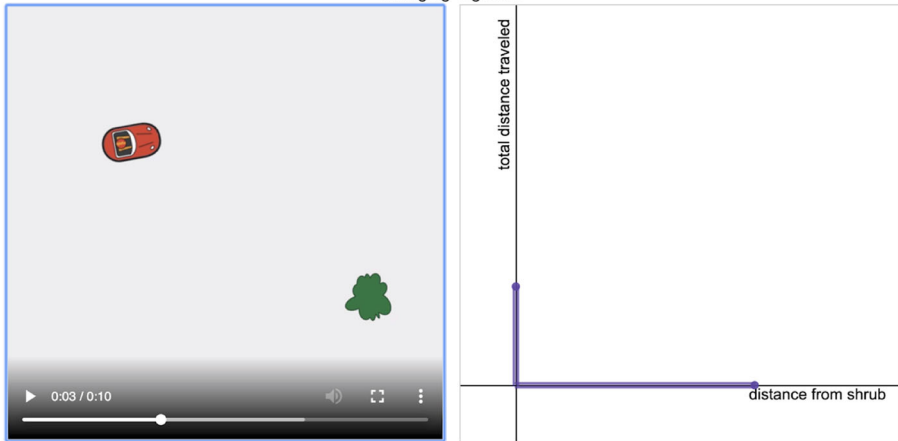 total distance traveled
0:03 / 0:10
distance from shrub